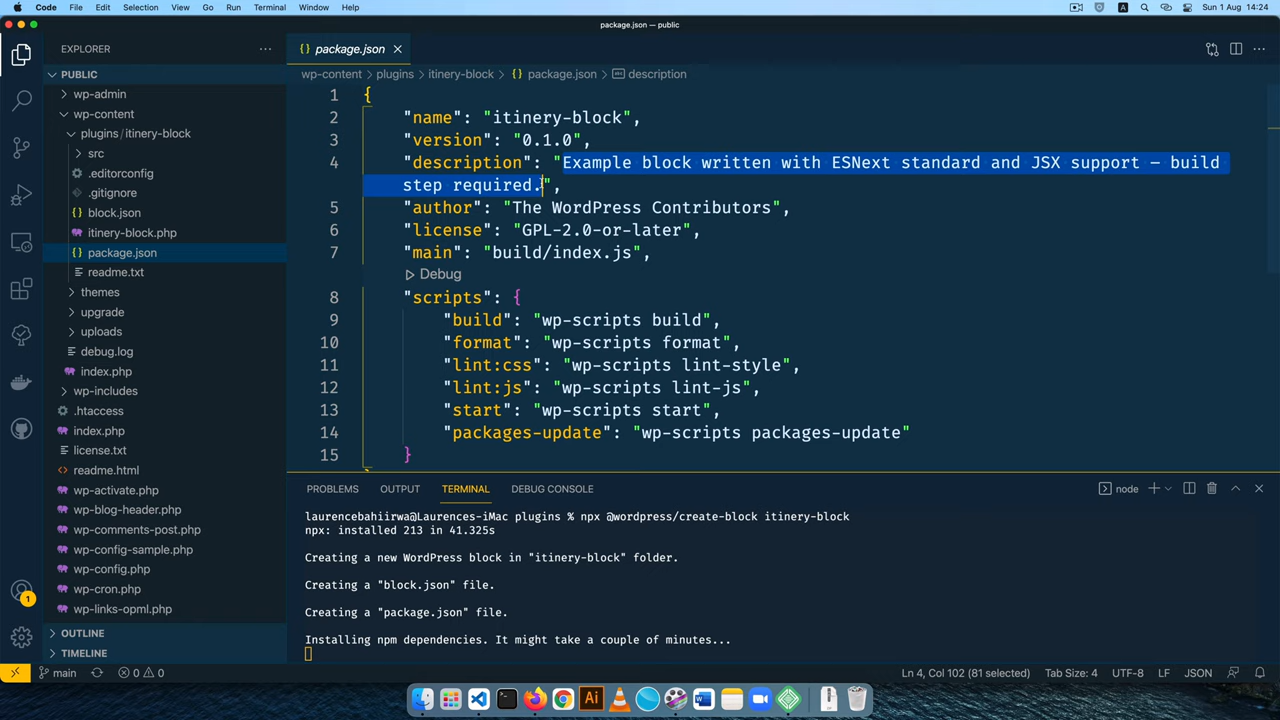 Code File Edit Selection View Go Run Terminal Window Help A Sun 1 Aug 14:24
package.json — public
EXPLORER
{ } package.json
PUBLIC
wp-content > plugins > itinery-block > { } package.json > description
wp-admin
wp-content
plugins / itinery-block
src
.editorconfig
.gitignore
{ } block.json
itinery-block.php
{ } package.json
readme.txt
themes
upgrade
uploads
debug.log
index.php
wp-includes
.htaccess
index.php
license.txt
readme.html
wp-activate.php
wp-blog-header.php
wp-comments-post.php
wp-config-sample.php
wp-config.php
wp-cron.php
wp-links-opml.php
OUTLINE
TIMELINE
1 {
2 "name": "itinery-block",
3 "version": "0.1.0",
4 "description": "Example block written with ESNext standard and JSX support – build
step required.",
5 "author": "The WordPress Contributors",
6 "license": "GPL-2.0-or-later",
7 "main": "build/index.js",
Debug
8 "scripts": {
9 "build": "wp-scripts build",
10 "format": "wp-scripts format",
11 "lint:css": "wp-scripts lint-style",
12 "lint:js": "wp-scripts lint-js",
13 "start": "wp-scripts start",
14 "packages-update": "wp-scripts packages-update"
15 }
PROBLEMS OUTPUT TERMINAL DEBUG CONSOLE node
laurencebahiirwa@Laurences-iMac plugins % npx @wordpress/create-block itinery-block
npx: installed 213 in 41.325s
Creating a new WordPress block in "itinery-block" folder.
Creating a "block.json" file.
Creating a "package.json" file.
Installing npm dependencies. It might take a couple of minutes...
1
main 0 0 Ln 4, Col 102 (81 selected) Tab Size: 4 UTF-8 LF JSON
Ai W